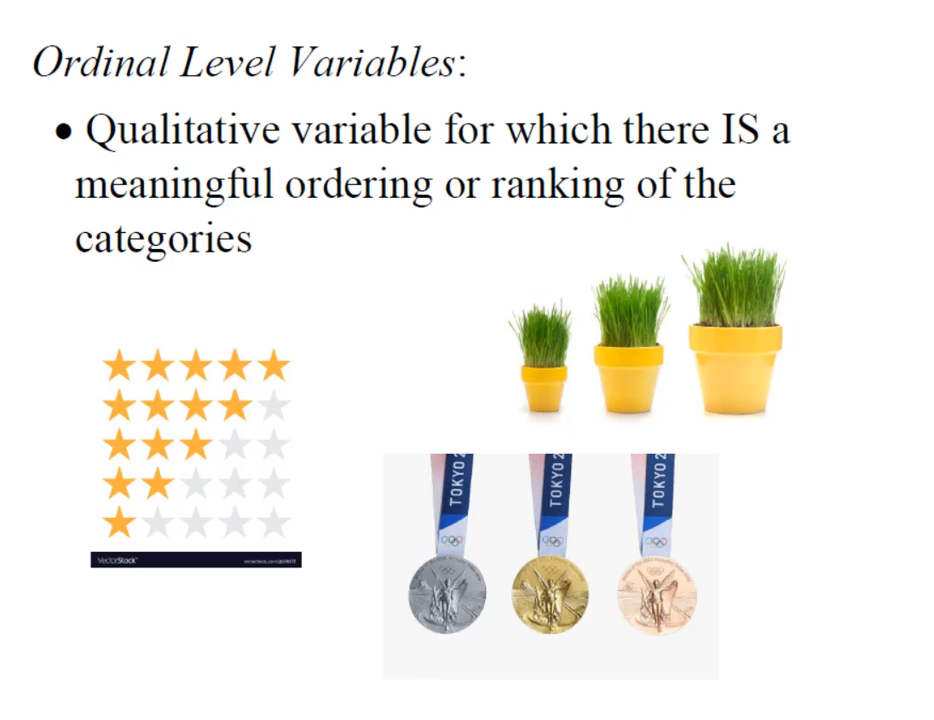 Ordinal Level Variables:
• Qualitative variable for which there IS a
meaningful ordering or ranking of the
categories
VectorStock
TOKYO 2
TOKYO 2
TOKYO 2